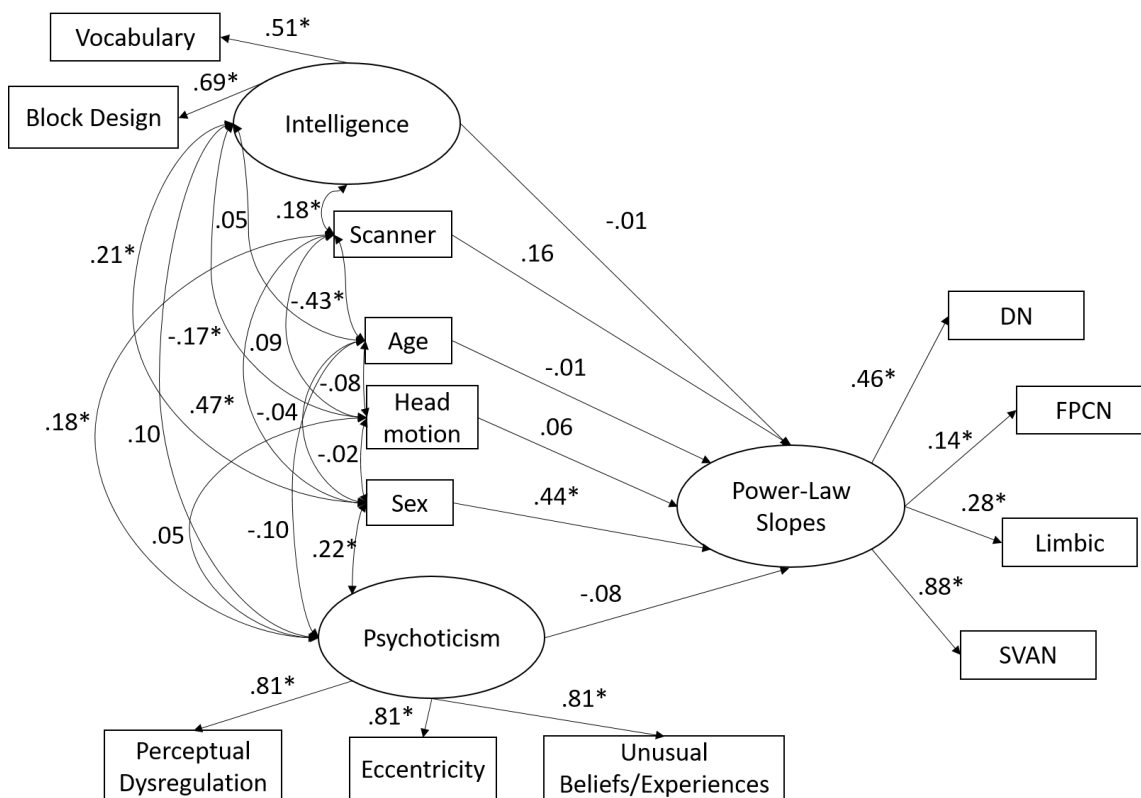 Vocabulary
.51*
.69*
Block Design
Intelligence
.18*
.05
-.01
Scanner
.16
.21*
-.43*
DN
-.17*
.09
Age
-.08
-.01
.46*
Head
motion
FPCN
.18*
.10
.47*
-.04
.06
.14*
-.02
Power-Law
Slopes
Sex
.44*
.28*
.05
-.10
.22*
Limbic
-.08
.88*
Psychoticism
SVAN
.81*
.81*
.81*
Perceptual
Dysregulation
Eccentricity
Unusual
Beliefs/Experiences